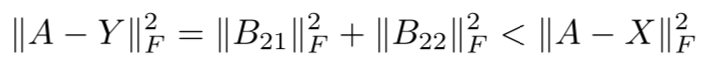 ‖A − Y‖²_F = ‖B₂₁‖²_F + ‖B₂₂‖²_F < ‖A − X‖²_F